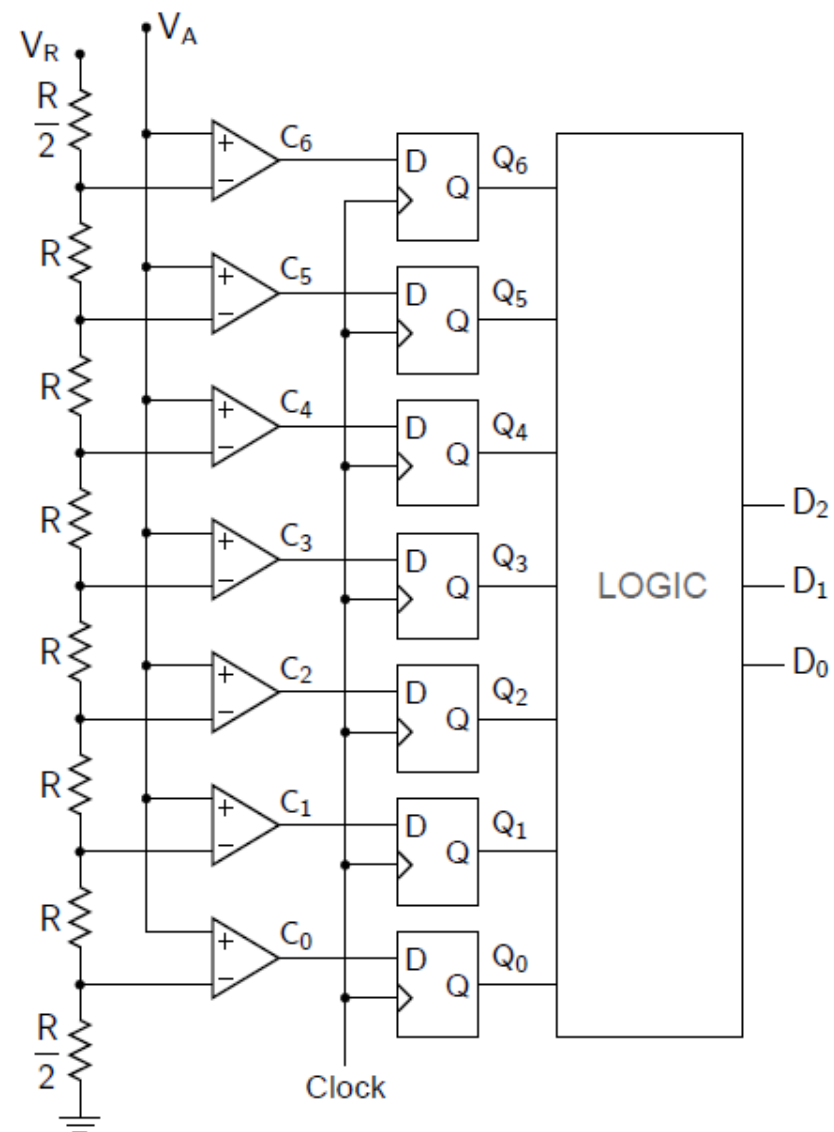 V_A
V_R
R
2
+
−
C_6
D
Q
Q_6
R
+
−
C_5
D
Q
Q_5
R
+
−
C_4
D
Q
Q_4
D_2
R
+
−
C_3
D
Q
Q_3
LOGIC
D_1
R
+
−
C_2
D
Q
Q_2
D_0
R
+
−
C_1
D
Q
Q_1
R
+
−
C_0
D
Q
Q_0
R
2
Clock